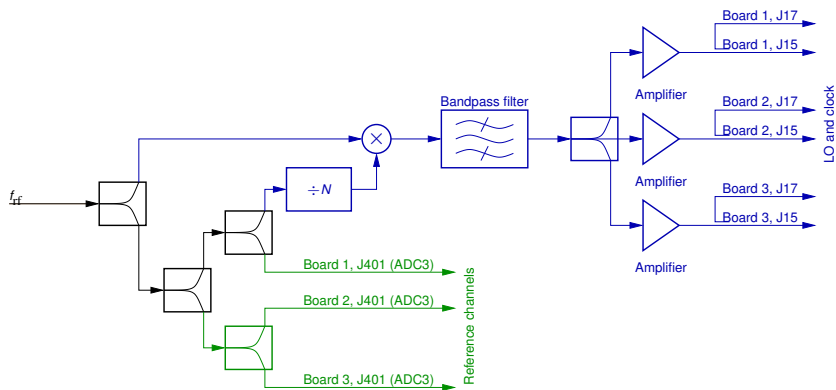 Board 1, J17
Board 1, J15
Amplifier
Bandpass filter
Board 2, J17
Board 2, J15
LO and clock
×
Amplifier
f_rf
÷N
Board 3, J17
Board 3, J15
Amplifier
Board 1, J401 (ADC3)
Board 2, J401 (ADC3)
Reference channels
Board 3, J401 (ADC3)